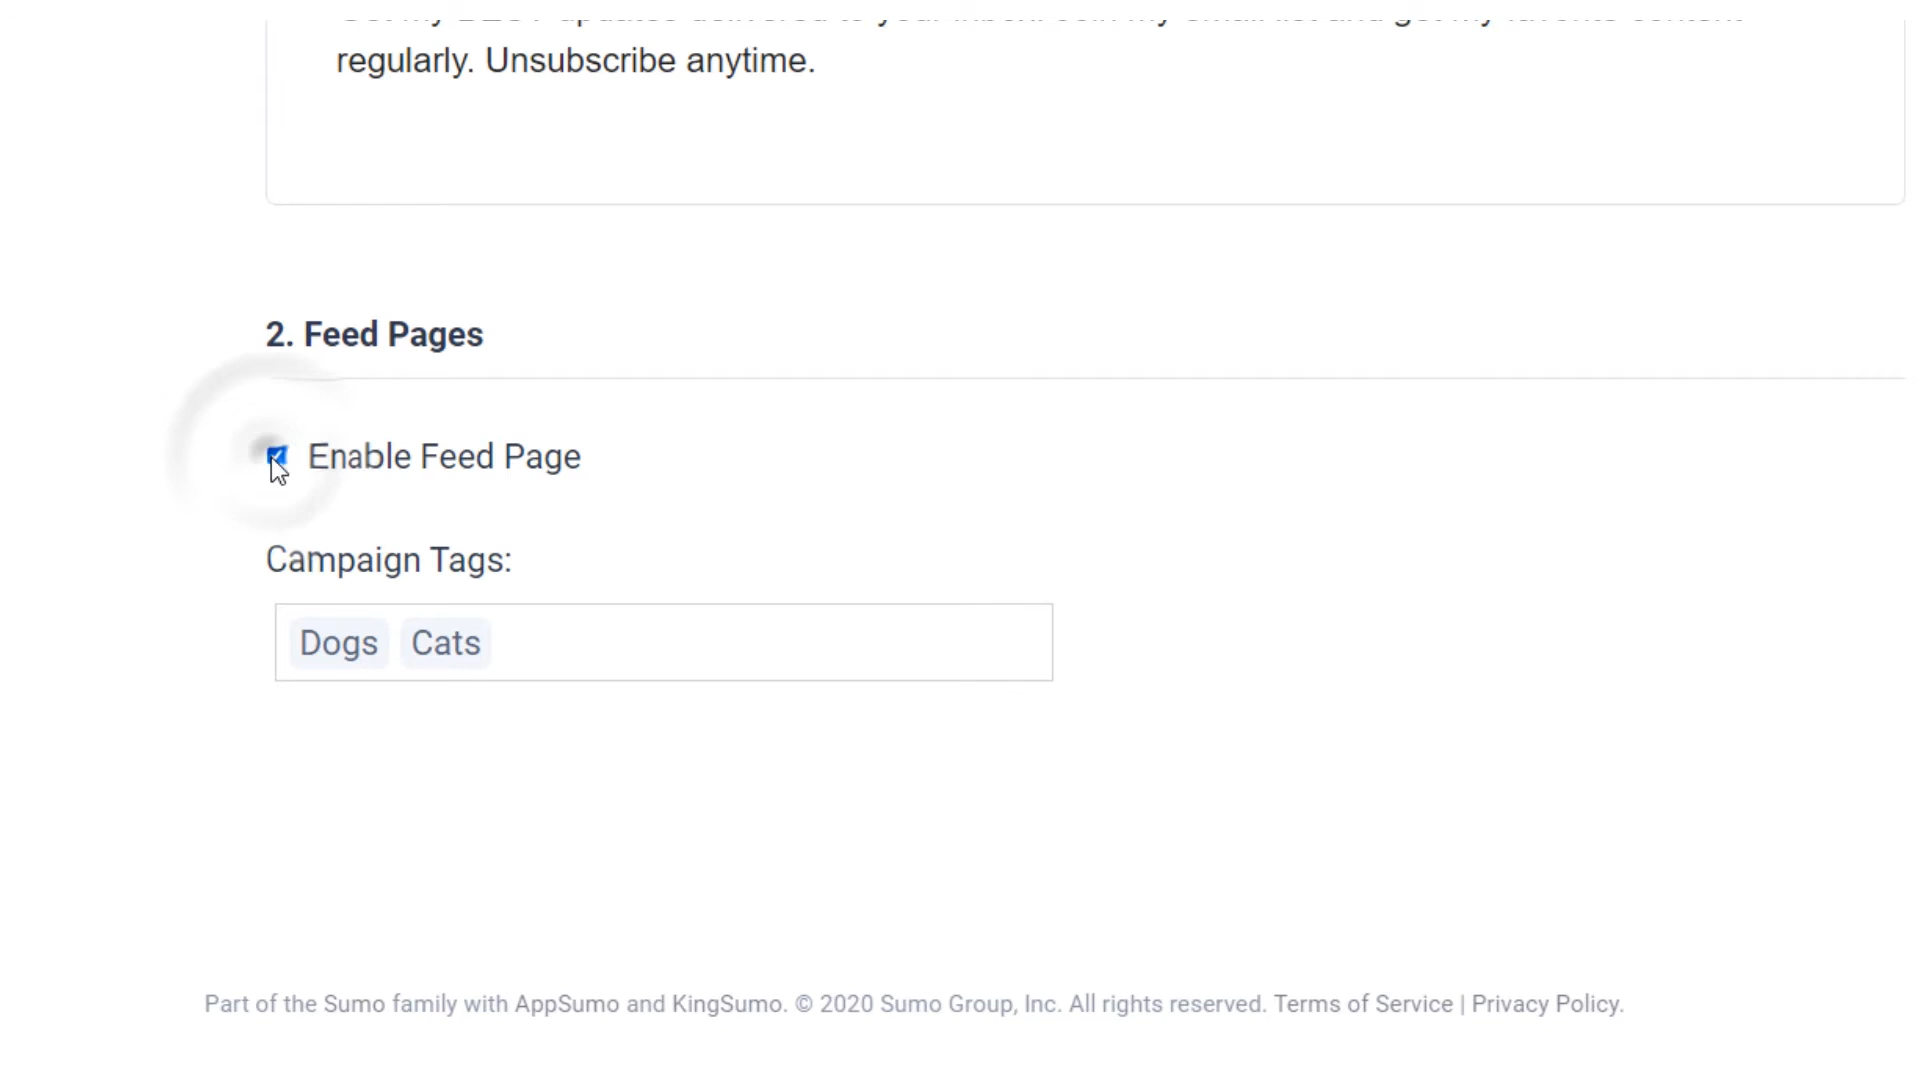 regularly. Unsubscribe anytime.
2. Feed Pages
Enable Feed Page
Campaign Tags:
Dogs Cats
Part of the Sumo family with AppSumo and KingSumo. © 2020 Sumo Group, Inc. All rights reserved. Terms of Service | Privacy Policy.